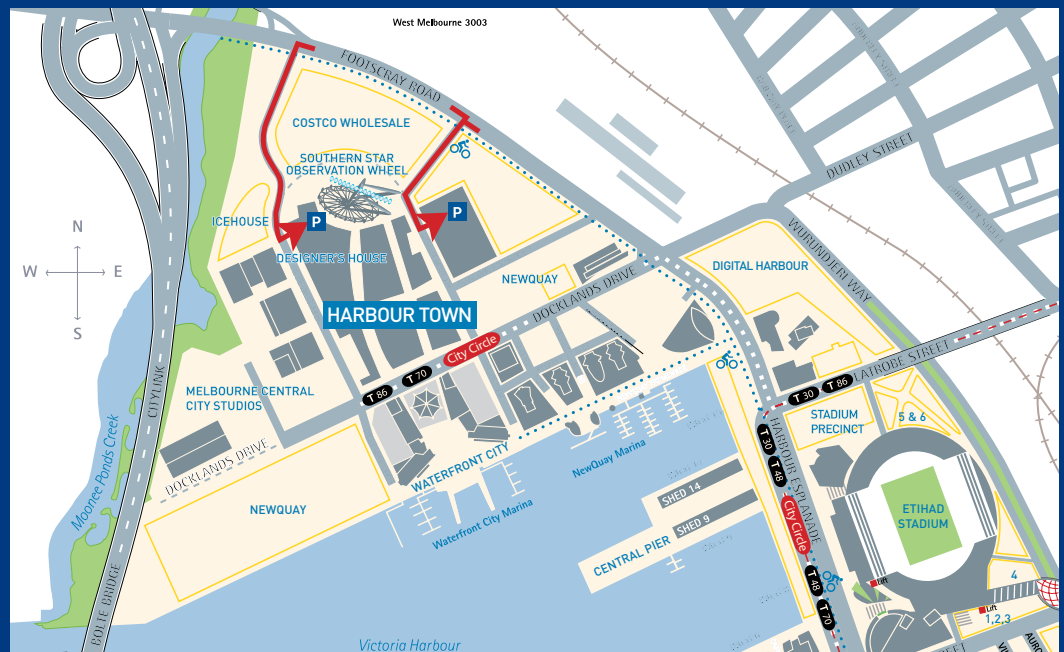 West Melbourne 3003
FOOTSCRAY ROAD
COSTCO WHOLESALE
SOUTHERN STAR
OBSERVATION WHEEL
DUDLEY STREET
ICEHOUSE
P
P
N
W
E
S
DESIGNER'S HOUSE
NEWQUAY
DIGITAL HARBOUR
WURUNDJERI WAY
HARBOUR TOWN
DOCKLANDS DRIVE
City Circle
T 70
T 86
LATROBE STREET
T 30
T 86
MELBOURNE CENTRAL
CITY STUDIOS
CITYLINK
STADIUM
PRECINCT
5 & 6
T 30
T 48
HARBOUR ESPLANADE
Moonee Ponds Creek
DOCKLANDS DRIVE
WATERFRONT CITY
NewQuay Marina
NEWQUAY
Waterfront City Marina
SHED 14
SHED 9
CENTRAL PIER
City Circle
ETIHAD
STADIUM
BOLTE BRIDGE
T 48
T 70
Lift
4
Lift
1,2,3
Victoria Harbour